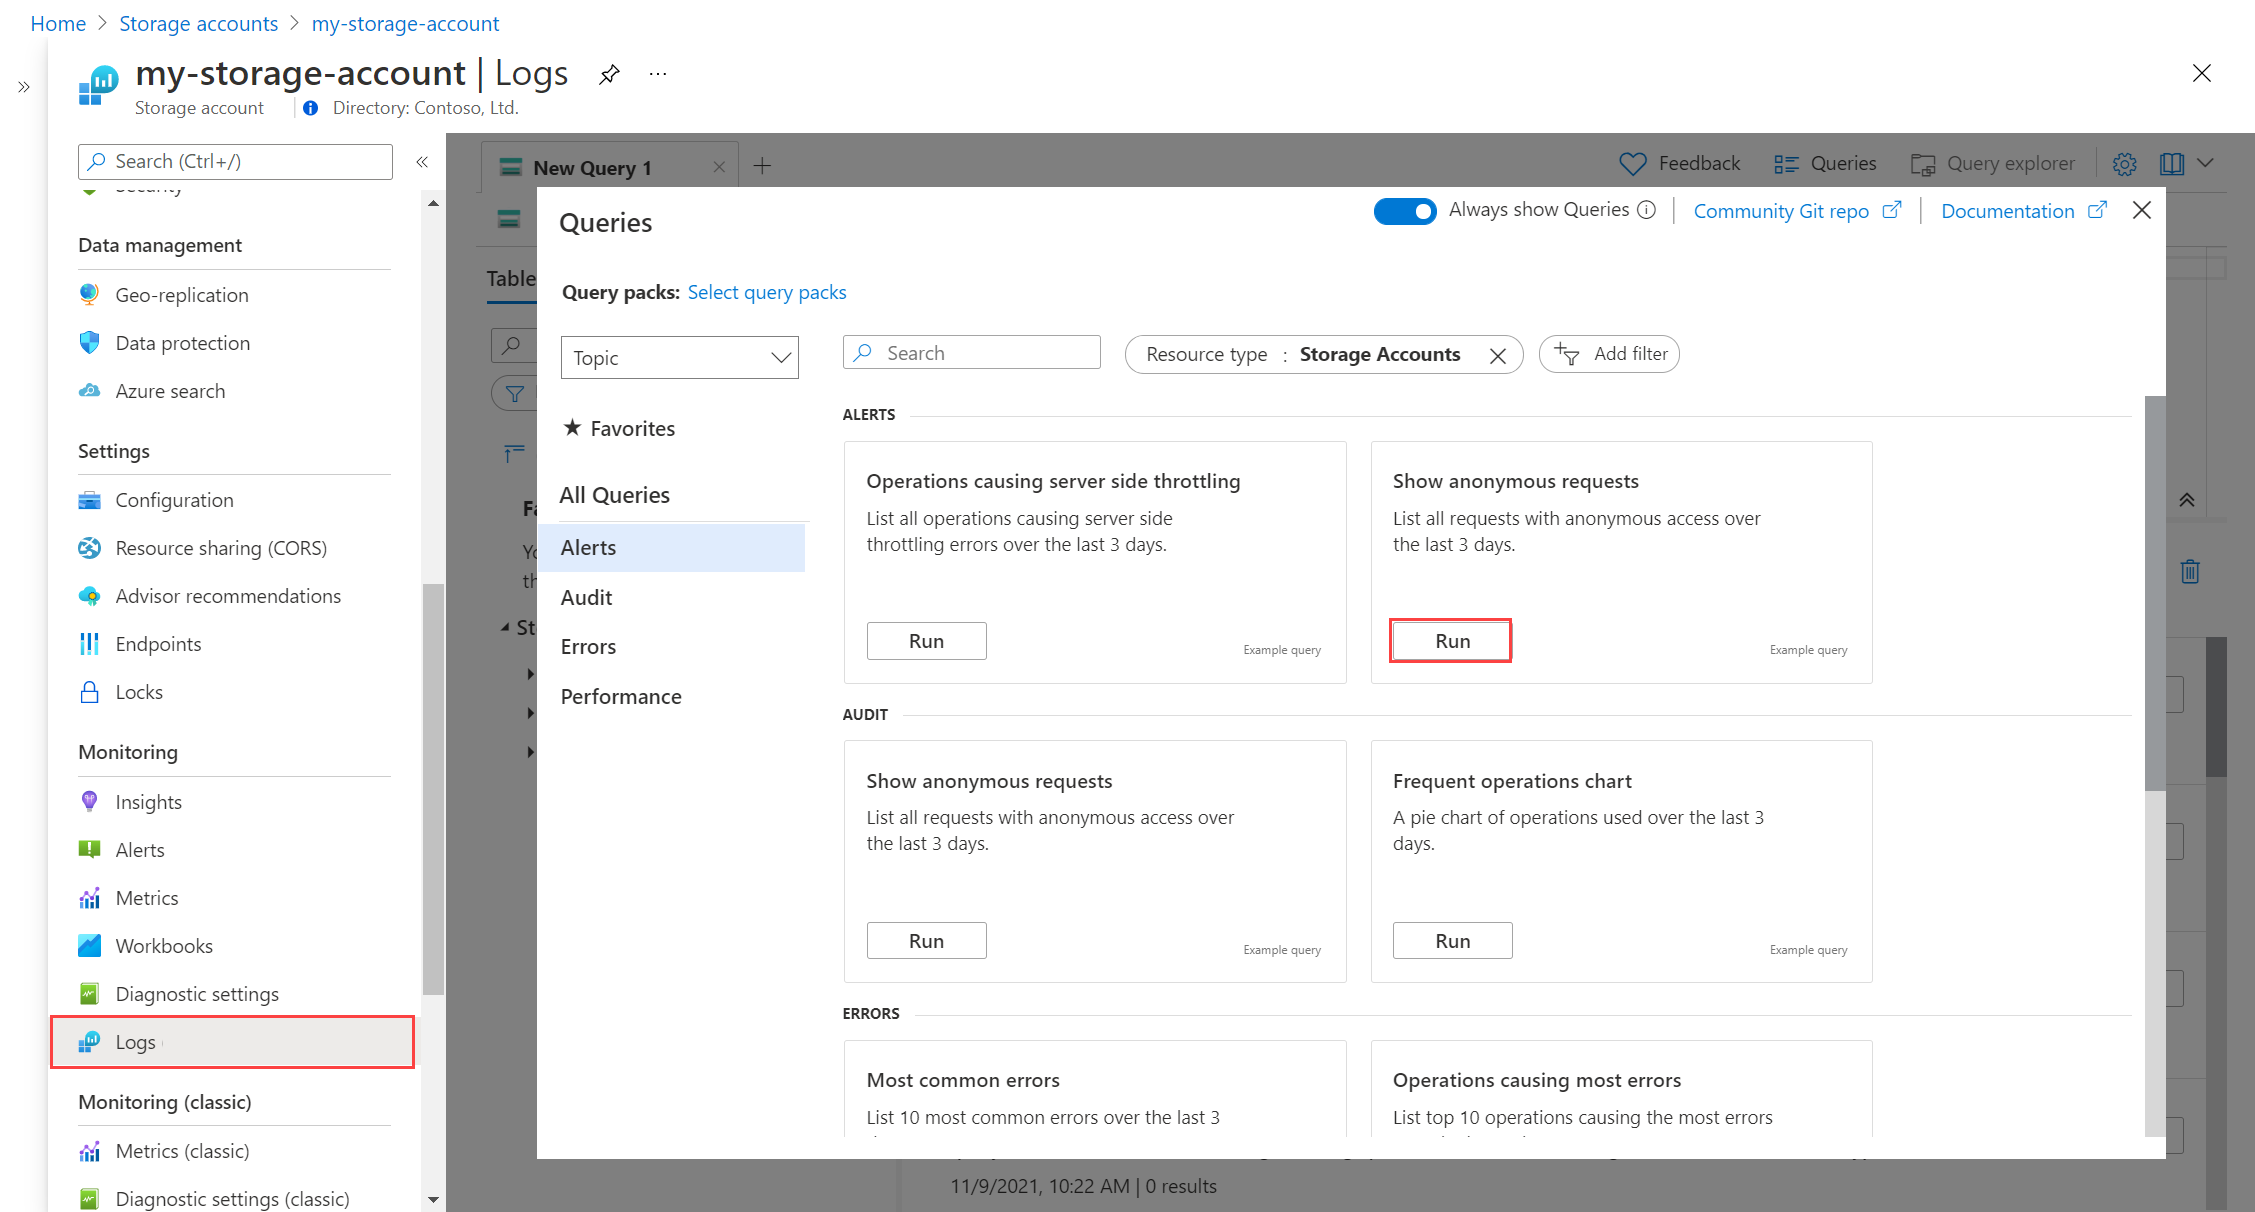 Home > Storage accounts > my-storage-account
my-storage-account | Logs ...
Storage account
Directory: Contoso, Ltd.
Search (Ctrl+/)
Security
Data management
Geo-replication
Data protection
Azure search
Settings
Configuration
Resource sharing (CORS)
Advisor recommendations
Endpoints
Locks
Monitoring
Insights
Alerts
Metrics
Workbooks
Diagnostic settings
Logs
Monitoring (classic)
Metrics (classic)
Diagnostic settings (classic)
New Query 1
Feedback
Queries
Query explorer
Table
Queries
Always show Queries
Community Git repo
Documentation
Query packs: Select query packs
Topic
Search
Resource type : Storage Accounts
Add filter
★ Favorites
All Queries
Alerts
Audit
Errors
Performance
ALERTS
Operations causing server side throttling
List all operations causing server side
throttling errors over the last 3 days.
Run
Example query
Show anonymous requests
List all requests with anonymous access over
the last 3 days.
Run
Example query
AUDIT
Show anonymous requests
List all requests with anonymous access over
the last 3 days.
Run
Example query
Frequent operations chart
A pie chart of operations used over the last 3
days.
Run
Example query
ERRORS
Most common errors
List 10 most common errors over the last 3
Operations causing most errors
List top 10 operations causing the most errors
11/9/2021, 10:22 AM | 0 results